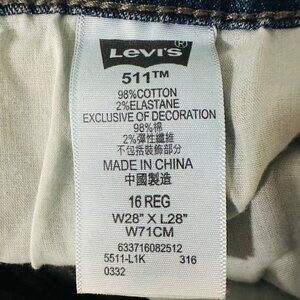 Levi's
511™
98%COTTON
2%ELASTANE
EXCLUSIVE OF DECORATION
98%棉
2%彈性纖維
不包括裝飾部分
MADE IN CHINA
中國製造
16 REG
W28" X L28"
W71CM
633716082512
5511-L1K 316
0332